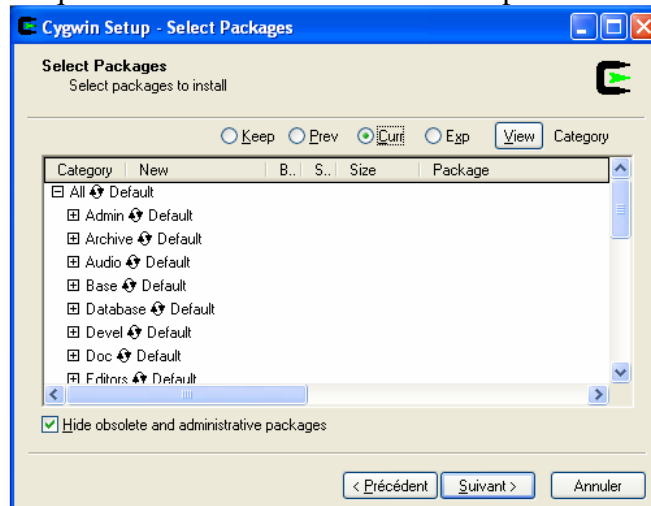 Cygwin Setup - Select Packages
Select Packages
Select packages to install
Keep Prev Curr Exp View Category
Category New B.. S.. Size Package
All Default
Admin Default
Archive Default
Audio Default
Base Default
Database Default
Devel Default
Doc Default
Editors Default
Hide obsolete and administrative packages
< Précédent Suivant > Annuler